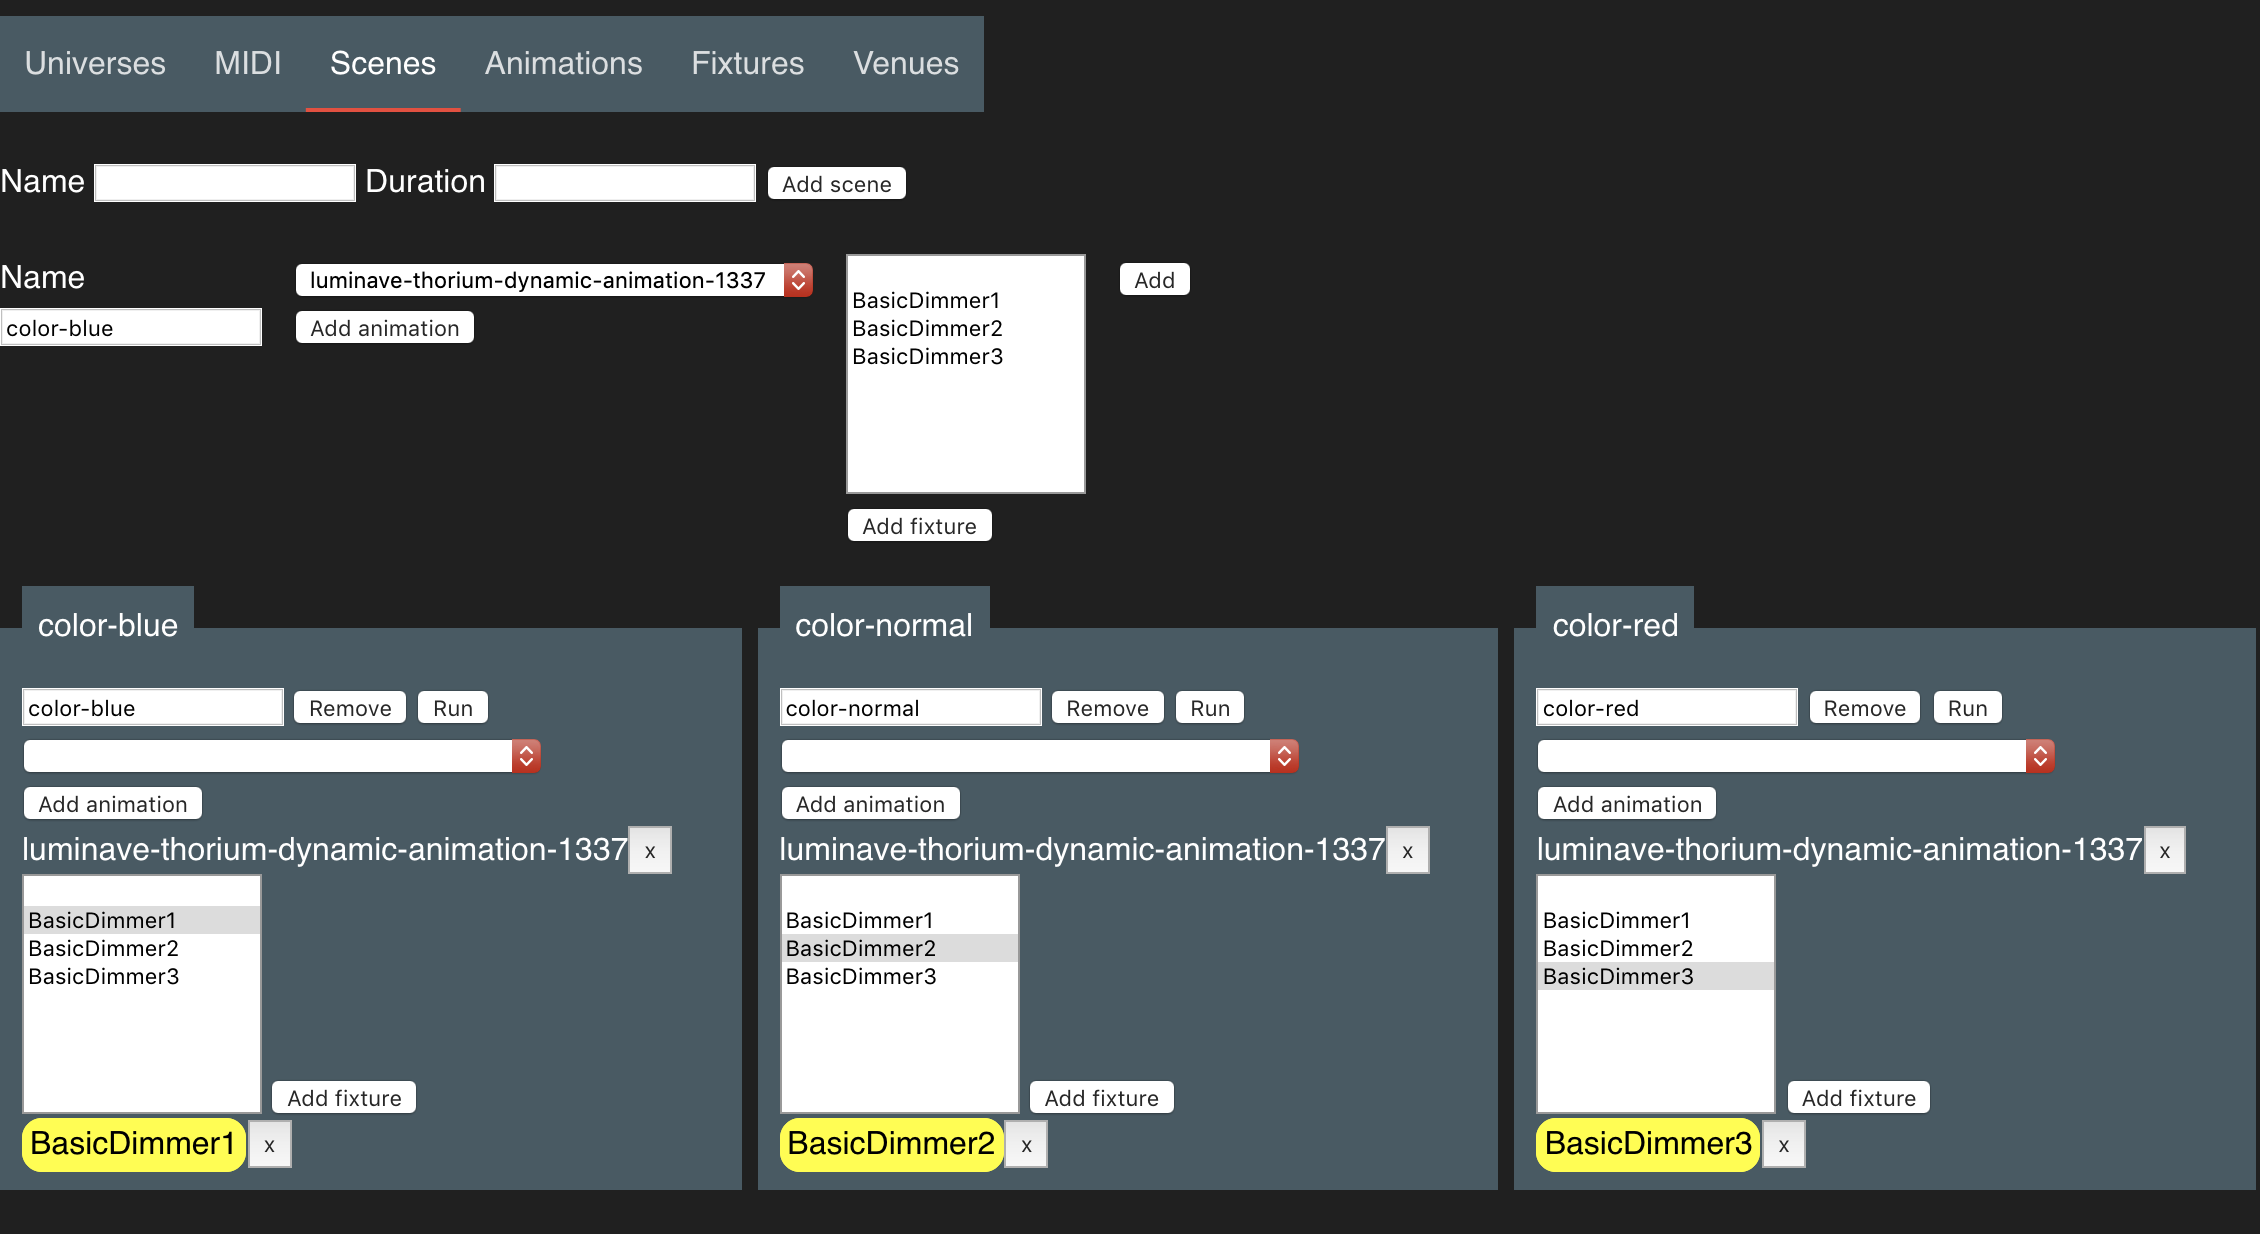 Universes MIDI Scenes Animations Fixtures Venues
Name Duration Add scene
Name
color-blue
luminave-thorium-dynamic-animation-1337
Add animation
BasicDimmer1
BasicDimmer2
BasicDimmer3
Add fixture
Add
color-blue
color-blue Remove Run
Add animation
luminave-thorium-dynamic-animation-1337 x
BasicDimmer1
BasicDimmer2
BasicDimmer3
Add fixture
BasicDimmer1 x
color-normal
color-normal Remove Run
Add animation
luminave-thorium-dynamic-animation-1337 x
BasicDimmer1
BasicDimmer2
BasicDimmer3
Add fixture
BasicDimmer2 x
color-red
color-red Remove Run
Add animation
luminave-thorium-dynamic-animation-1337 x
BasicDimmer1
BasicDimmer2
BasicDimmer3
Add fixture
BasicDimmer3 x